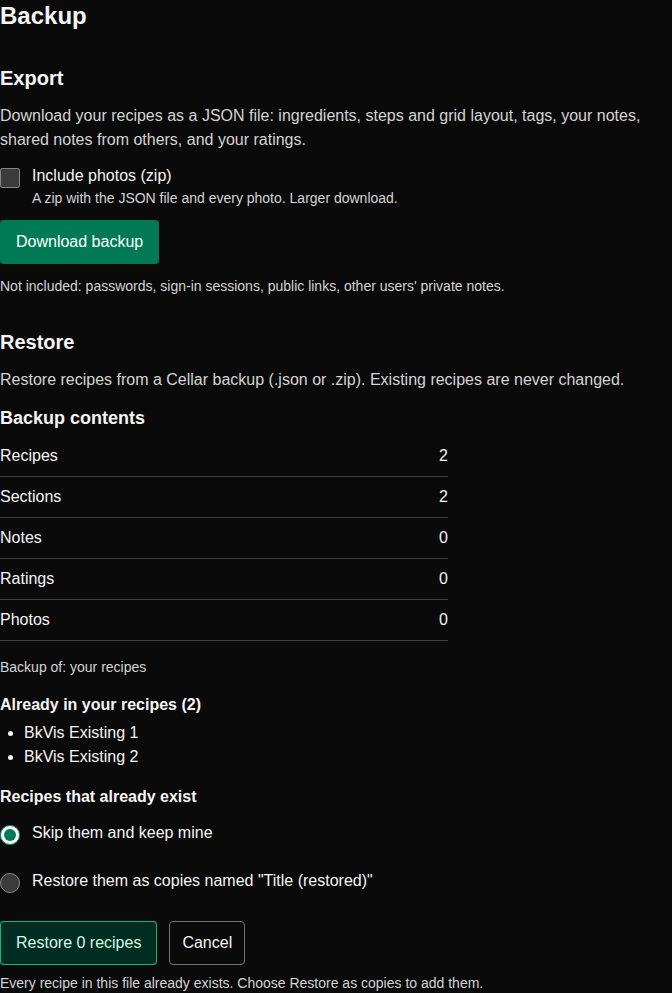 Backup
Export
Download your recipes as a JSON file: ingredients, steps and grid layout, tags, your notes,
shared notes from others, and your ratings.
Include photos (zip)
A zip with the JSON file and every photo. Larger download.
Download backup
Not included: passwords, sign-in sessions, public links, other users' private notes.
Restore
Restore recipes from a Cellar backup (.json or .zip). Existing recipes are never changed.
Backup contents
Recipes 2
Sections 2
Notes 0
Ratings 0
Photos 0
Backup of: your recipes
Already in your recipes (2)
• BkVis Existing 1
• BkVis Existing 2
Recipes that already exist
Skip them and keep mine
Restore them as copies named "Title (restored)"
Restore 0 recipes Cancel
Every recipe in this file already exists. Choose Restore as copies to add them.